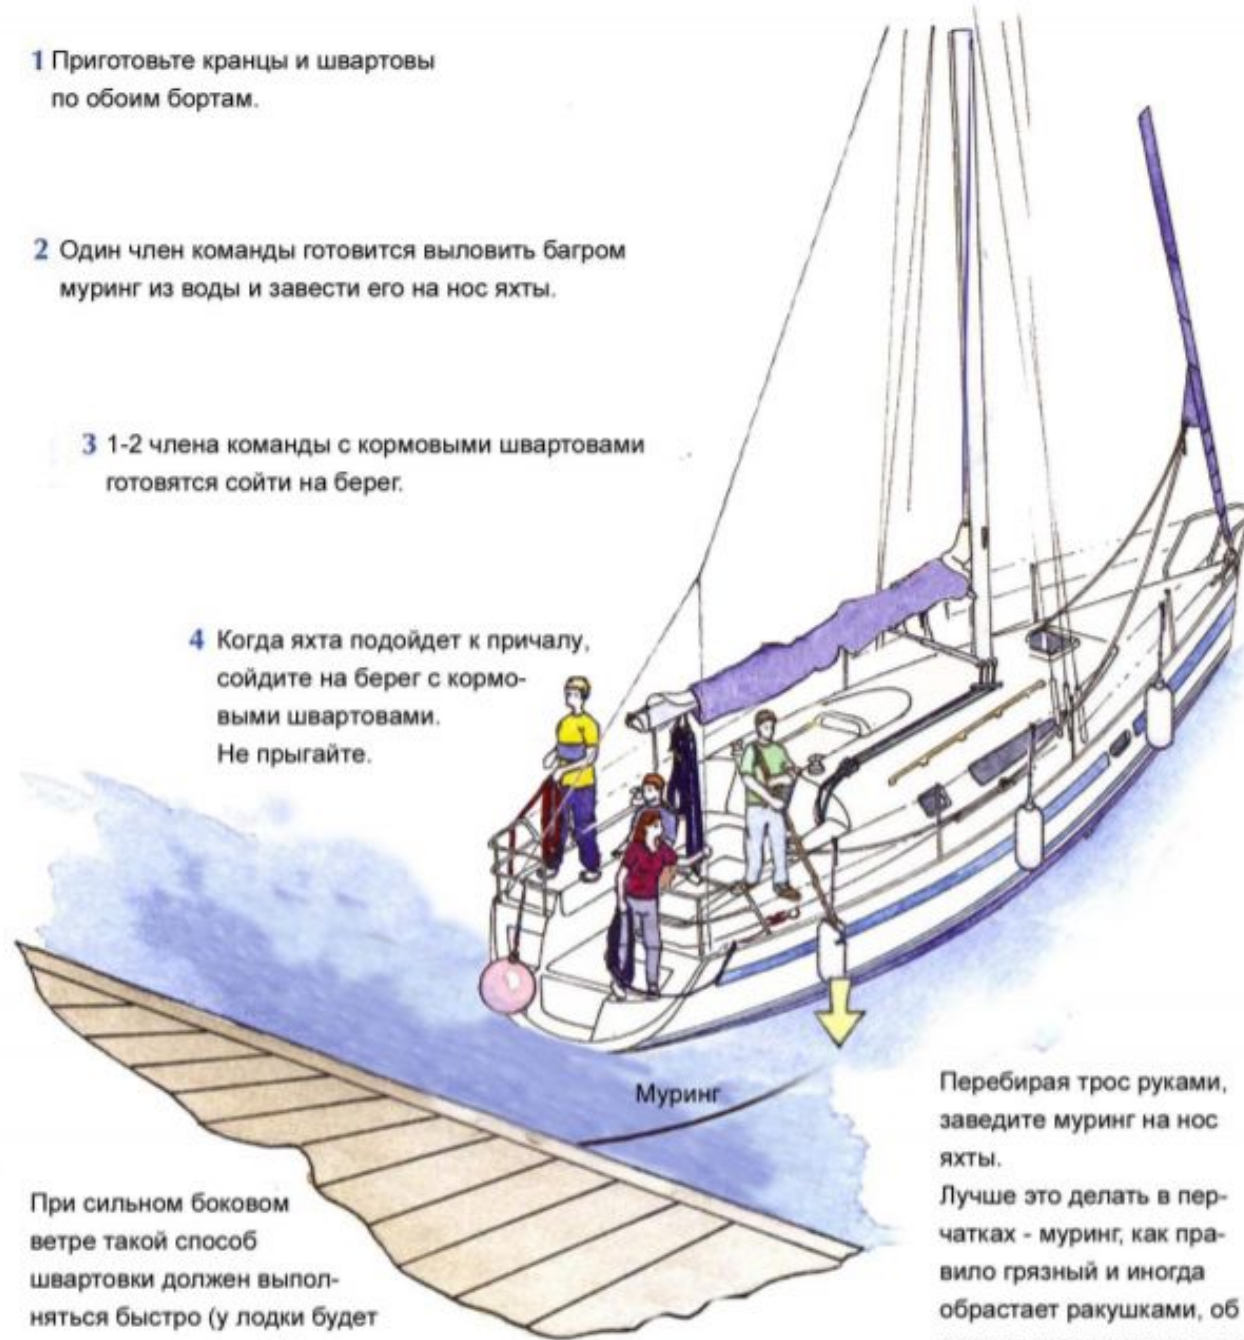 1 Приготовьте кранцы и швартовы
по обоим бортам.
2 Один член команды готовится выловить багром
муринг из воды и завести его на нос яхты.
3 1-2 члена команды с кормовыми швартовами
готовятся сойти на берег.
4 Когда яхта подойдет к причалу,
сойдите на берег с кормо-
выми швартовами.
Не прыгайте.
Муринг
При сильном боковом
ветре такой способ
швартовки должен выпол-
няться быстро (у лодки будет
Перебирая трос руками,
заведите муринг на нос
яхты.
Лучше это делать в пер-
чатках - муринг, как пра-
вило грязный и иногда
обрастает ракушками, об